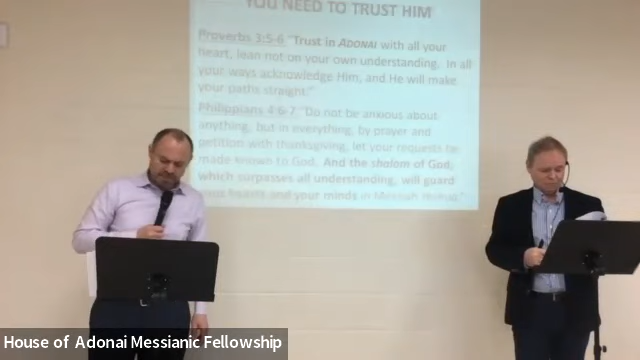 YOU NEED TO TRUST HIM
Proverbs 3:5-6 "Trust in ADONAI with all your
heart, lean not on your own understanding. In all
your ways acknowledge Him, and He will make
your paths straight."
Philippians 4:6-7 "Do not be anxious about
anything, but in everything, by prayer and
petition with thanksgiving, let your requests be
made known to God. And the shalom of God,
which surpasses all understanding, will guard
your hearts and your minds in Messiah
House of Adonai Messianic Fellowship